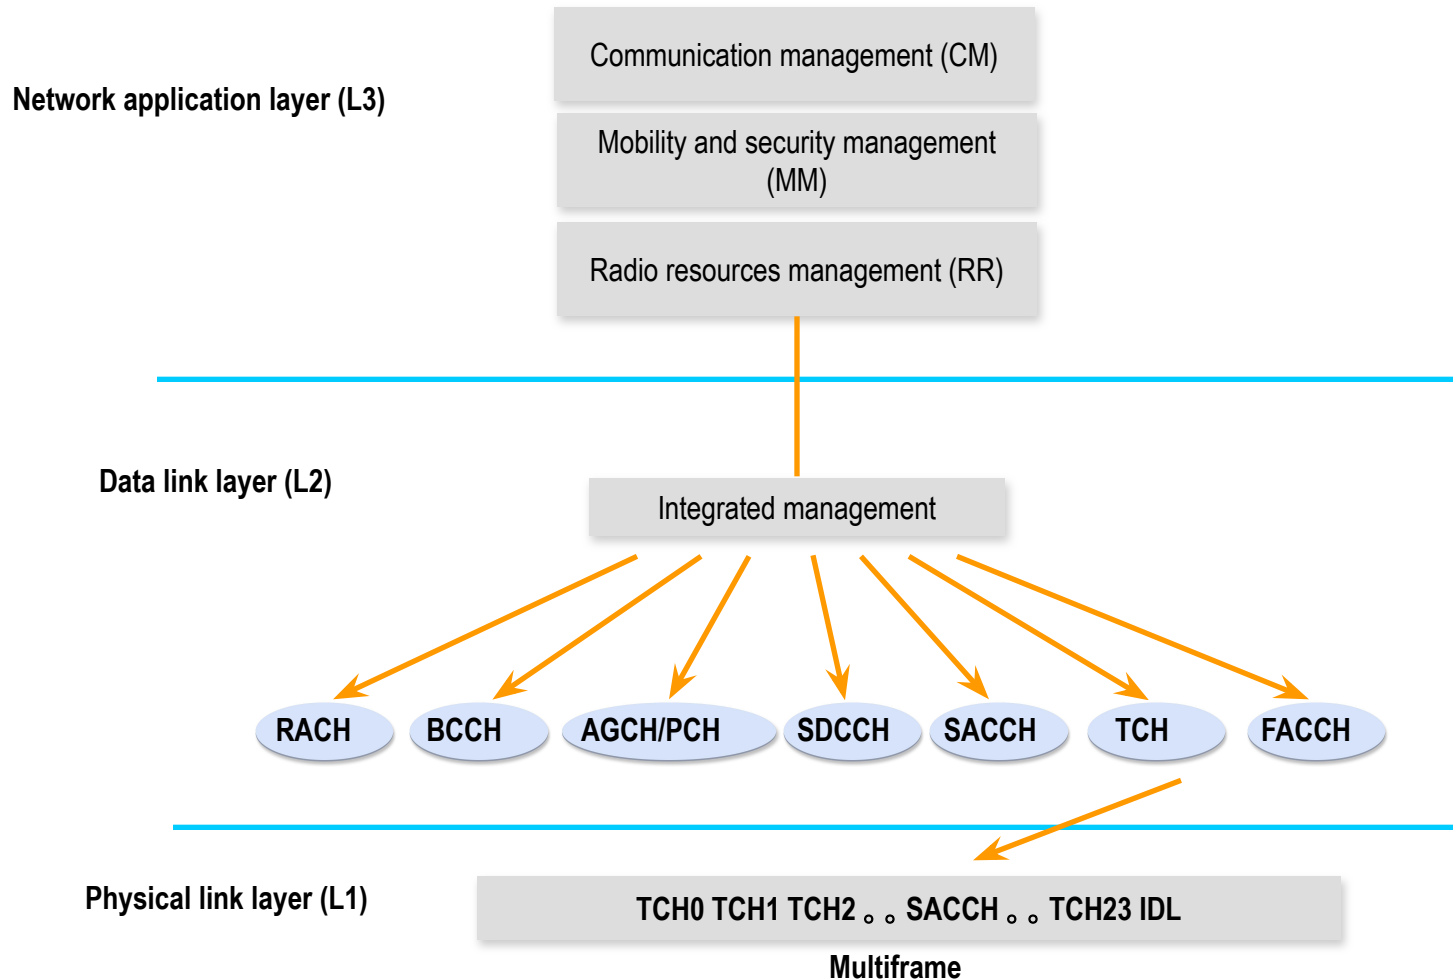 Communication management (CM)
Network application layer (L3)
Mobility and security management
(MM)
Radio resources management (RR)
Data link layer (L2)
Integrated management
RACH
BCCH
AGCH/PCH
SDCCH
SACCH
TCH
FACCH
Physical link layer (L1)
TCH0 TCH1 TCH2 。。SACCH 。。TCH23 IDL
Multiframe